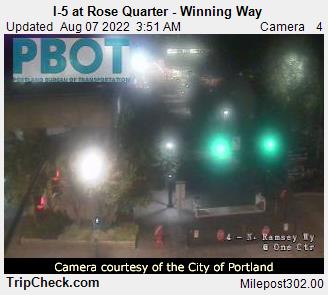 I-5 at Rose Quarter - Winning Way
Updated Aug 07 2022 3:51 AM Camera 4
PBOT
PORTLAND BUREAU OF TRANSPORTATION
4 - N. Ramsey Wy
@ One Ctr
Camera courtesy of the City of Portland
TripCheck.com Milepost302.00